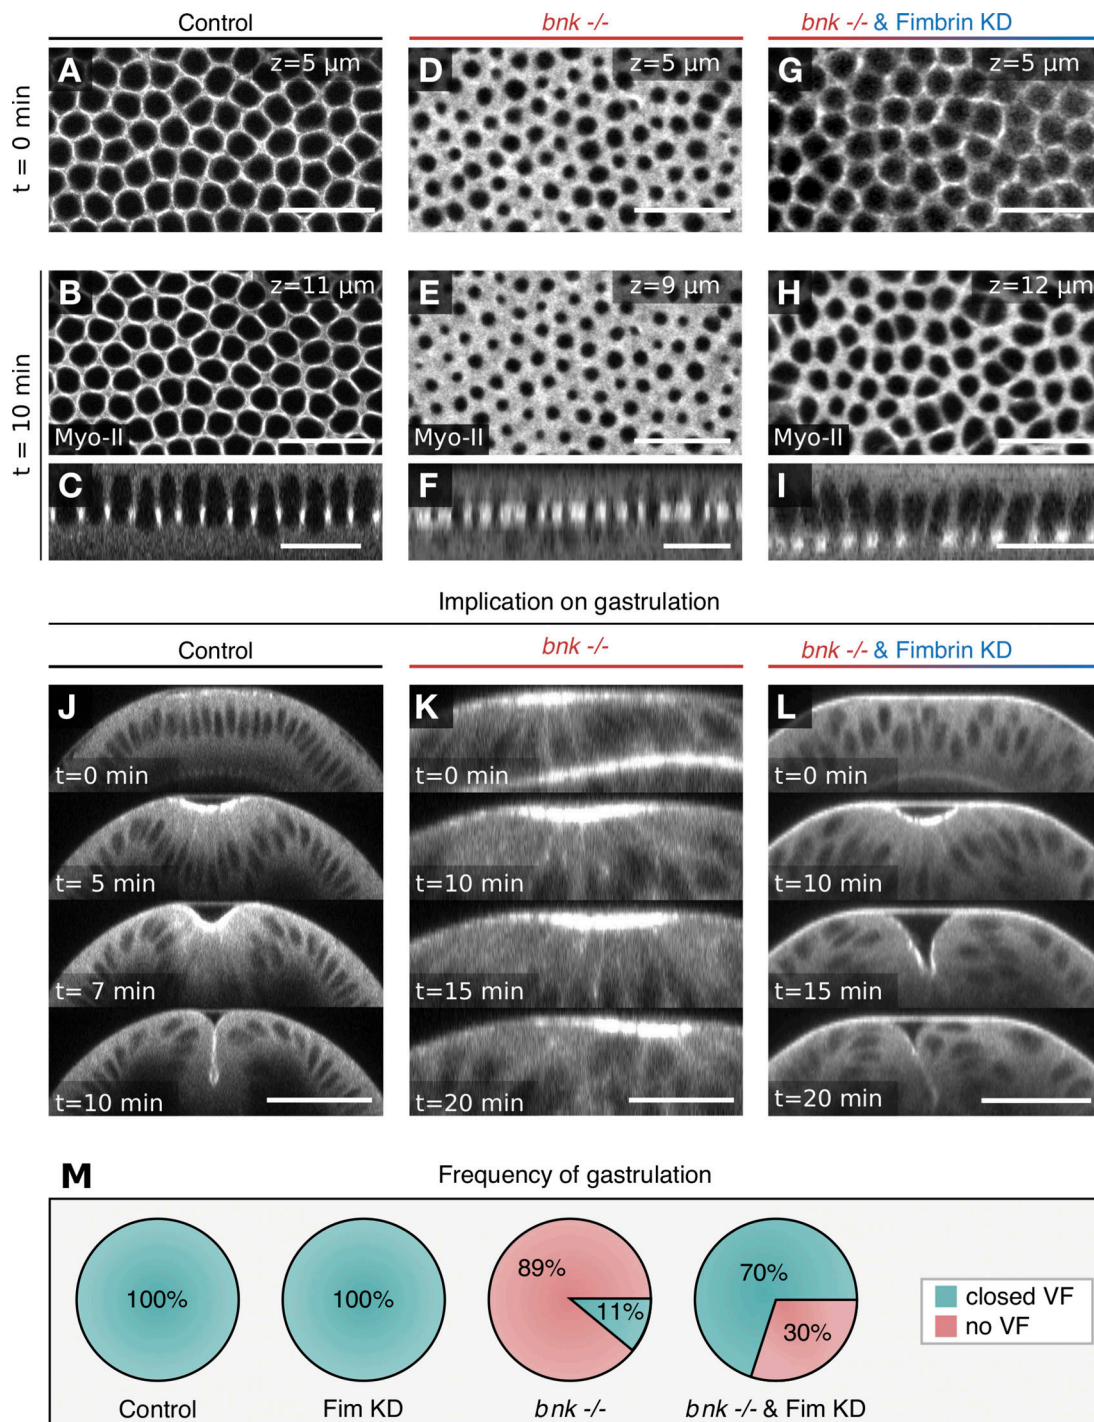 Control
bnk -/-
bnk -/- & Fimbrin KD
t = 0 min
A
z=5 µm
D
z=5 µm
G
z=5 µm
t = 10 min
B
z=11 µm
Myo-II
E
z=9 µm
Myo-II
H
z=12 µm
Myo-II
C
F
I
Implication on gastrulation
Control
bnk -/-
bnk -/- & Fimbrin KD
J
t=0 min
t= 5 min
t= 7 min
t=10 min
K
t=0 min
t=10 min
t=15 min
t=20 min
L
t=0 min
t=10 min
t=15 min
t=20 min
M
Frequency of gastrulation
100%
100%
89%
11%
70%
30%
closed VF
no VF
Control
Fim KD
bnk -/-
bnk -/- & Fim KD